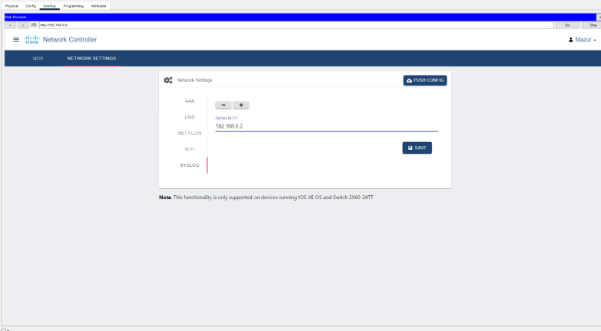 Physical Config Desktop Programming Attributes
Web Browser
< > URL Go Stop
CISCO Network Controller Mazur
QOS NETWORK SETTINGS
Network Settings PUSH CONFIG
AAA
DNS
NET FLOW
NTP
SYSLOG
- +
Server Ip
192.168.0.2
SAVE
Note: This functionality is only supported on devices running IOS XE OS and Switch 2960-24TT